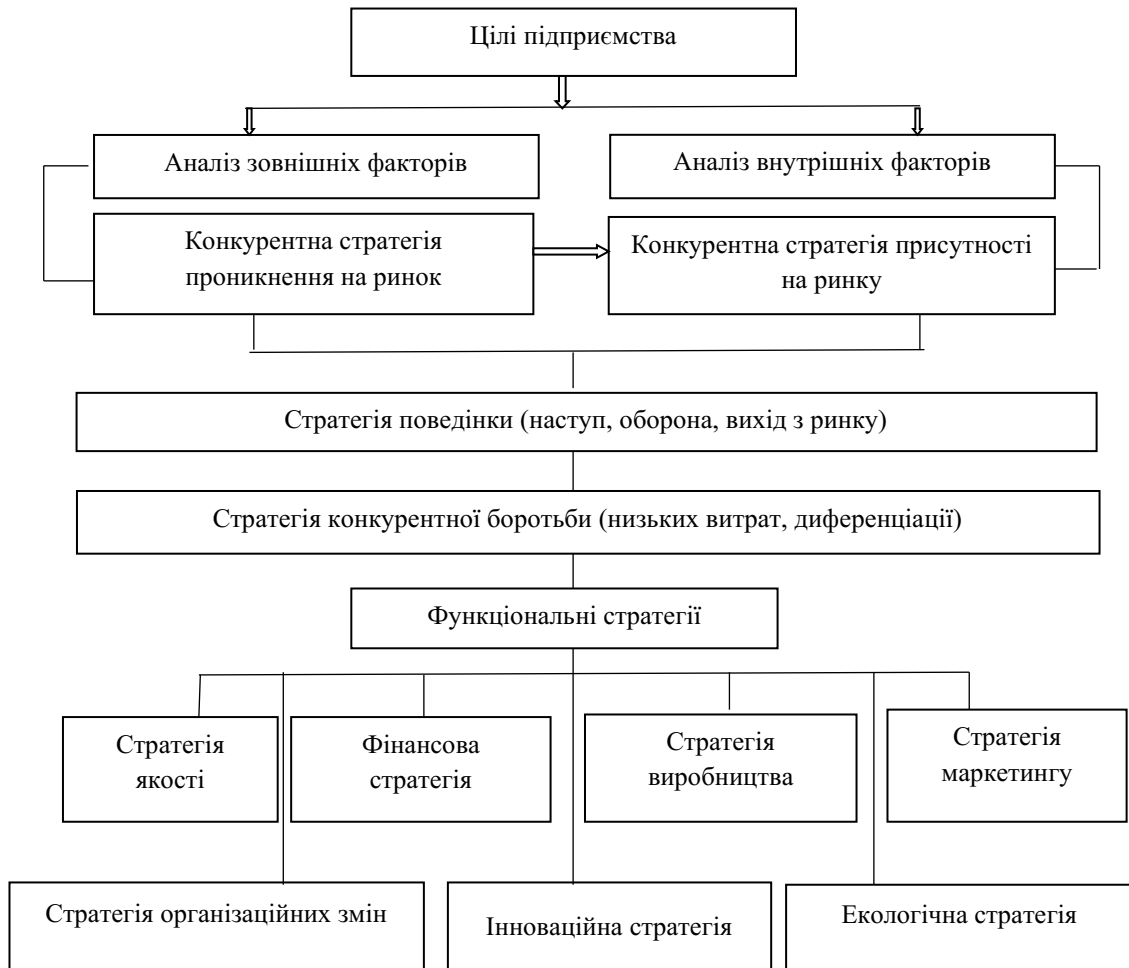 Цілі підприємства
Аналіз зовнішніх факторів
Аналіз внутрішніх факторів
Конкурентна стратегія
проникнення на ринок
Конкурентна стратегія присутності
на ринку
Стратегія поведінки (наступ, оборона, вихід з ринку)
Стратегія конкурентної боротьби (низьких витрат, диференціації)
Функціональні стратегії
Стратегія
якості
Фінансова
стратегія
Стратегія
виробництва
Стратегія
маркетингу
Стратегія організаційних змін
Інноваційна стратегія
Екологічна стратегія